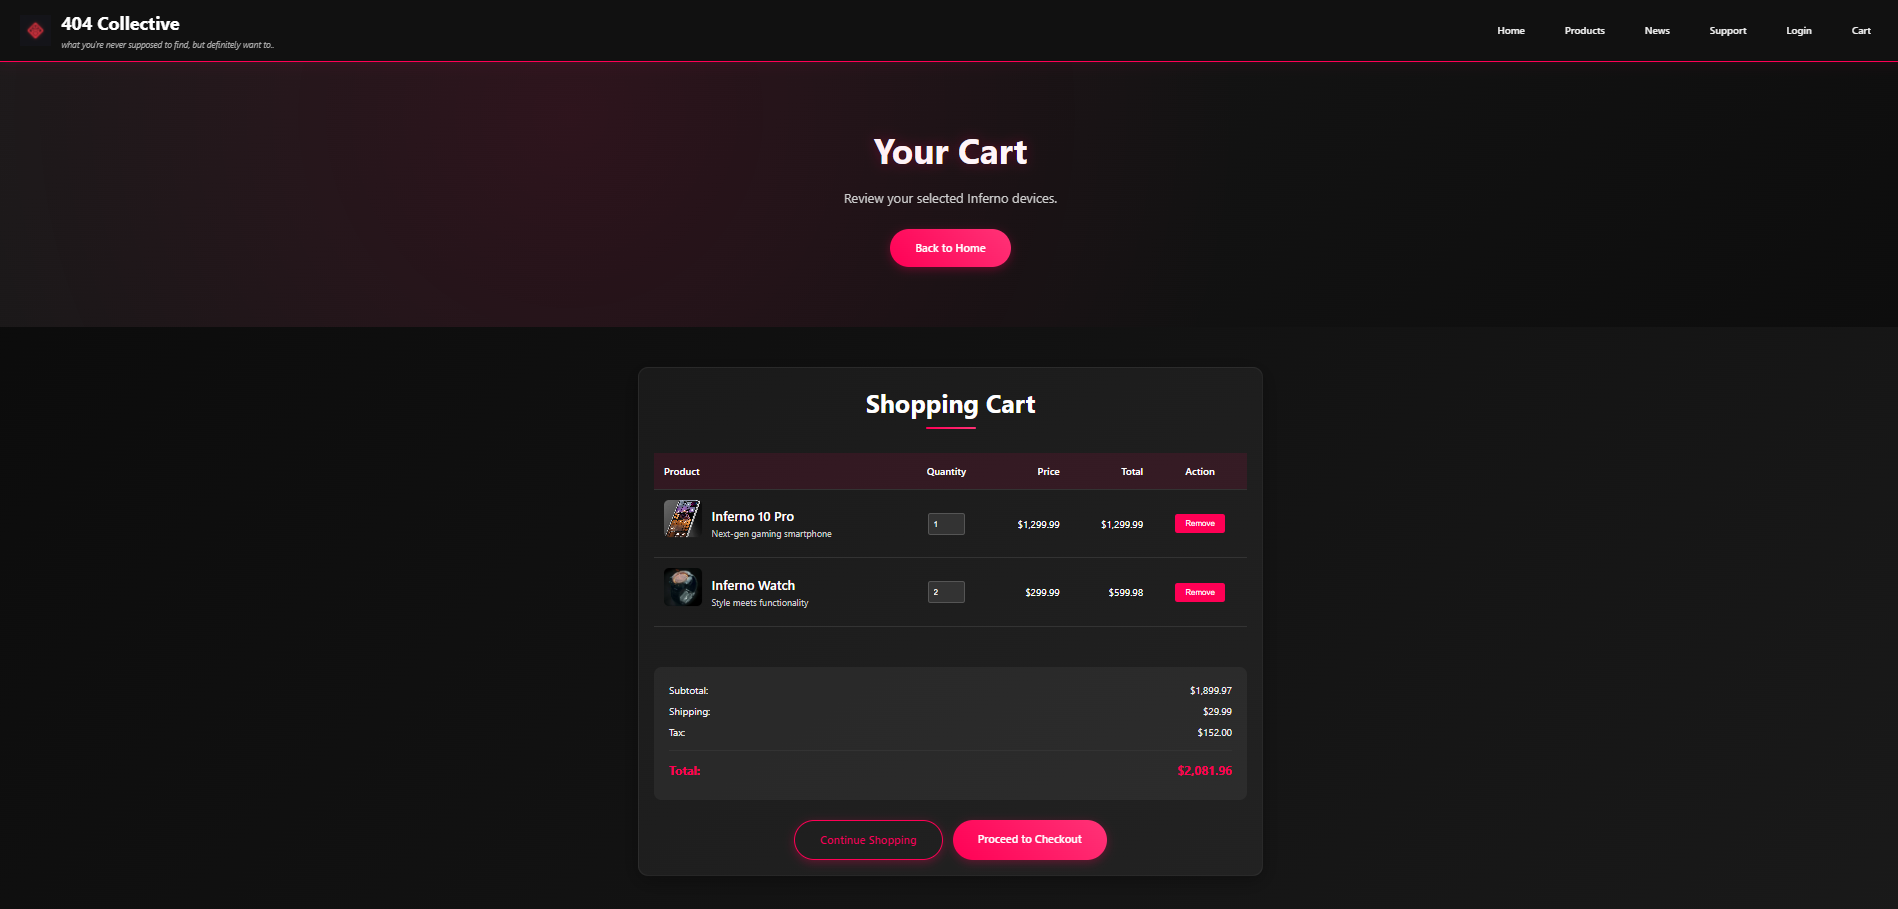 404 Collective
what you're never supposed to find, but definitely want to..
Home Products News Support Login Cart
Your Cart
Review your selected Inferno devices.
Back to Home
Shopping Cart
Product Quantity Price Total Action
Inferno 10 Pro
Next-gen gaming smartphone
1 $1,299.99 $1,299.99 Remove
Inferno Watch
Style meets functionality
2 $299.99 $599.98 Remove
Subtotal: $1,899.97
Shipping: $29.99
Tax: $152.00
Total: $2,081.96
Continue Shopping Proceed to Checkout